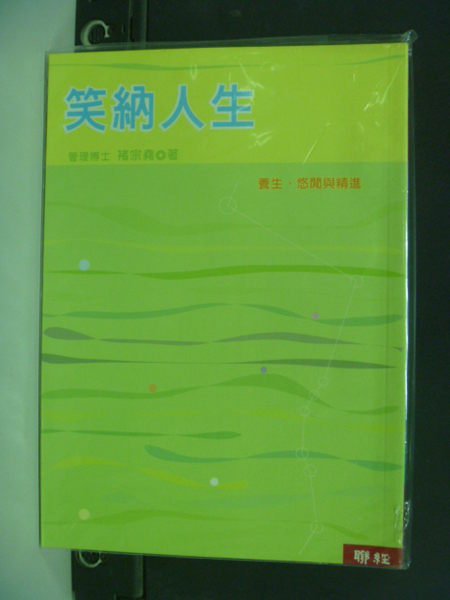 笑納人生
管理博士 褚宗堯●著
養生．悠閒與精進
聯經